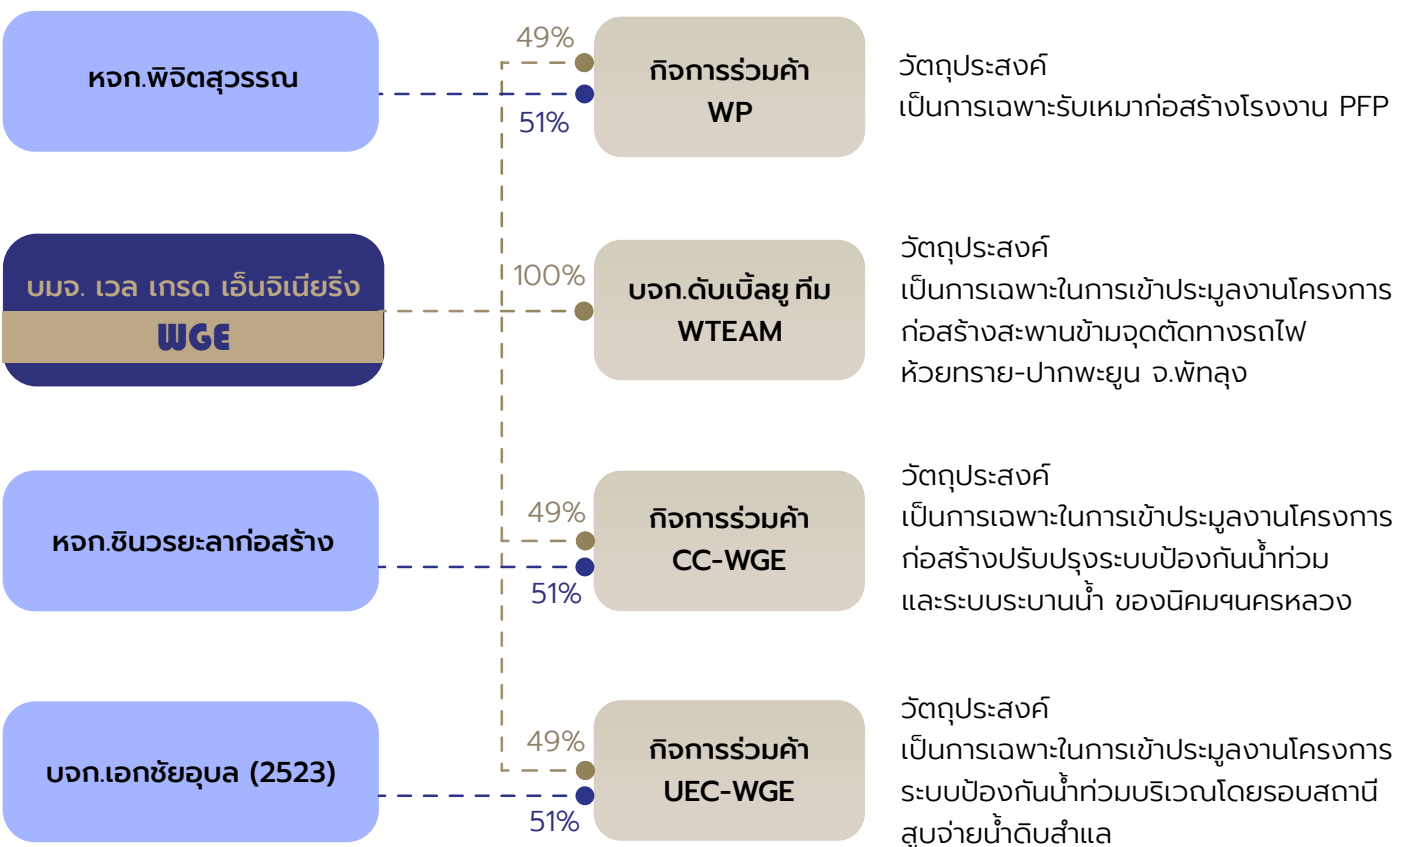 หจก.พิจิตสุวรรณ
49%
51%
กิจการร่วมค้า
WP
วัตถุประสงค์
เป็นการเฉพาะรับเหมาก่อสร้างโรงงาน PFP
บมจ. เวล เกรด เอ็นจิเนียริ่ง
WGE
100%
บจก.ดับเบิ้ลยู ทีม
WTEAM
วัตถุประสงค์
เป็นการเฉพาะในการเข้าประมูลงานโครงการ
ก่อสร้างสะพานข้ามจุดตัดทางรถไฟ
ห้วยทราย-ปากพะยูน จ.พัทลุง
หจก.ชินวรยะลาก่อสร้าง
49%
51%
กิจการร่วมค้า
CC-WGE
วัตถุประสงค์
เป็นการเฉพาะในการเข้าประมูลงานโครงการ
ก่อสร้างปรับปรุงระบบป้องกันน้ำท่วม
และระบบระบานน้ำ ของนิคมฯนครหลวง
บจก.เอกชัยอุบล (2523)
49%
51%
กิจการร่วมค้า
UEC-WGE
วัตถุประสงค์
เป็นการเฉพาะในการเข้าประมูลงานโครงการ
ระบบป้องกันน้ำท่วมบริเวณโดยรอบสถานี
สูบจ่ายน้ำดิบสำแล